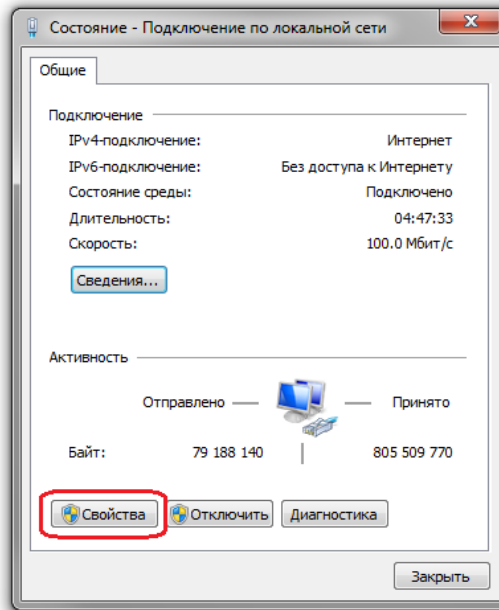 Состояние - Подключение по локальной сети
Общие
Подключение
IPv4-подключение: Интернет
IPv6-подключение: Без доступа к Интернету
Состояние среды: Подключено
Длительность: 04:47:33
Скорость: 100.0 Мбит/с
Сведения...
Активность
Отправлено — — Принято
Байт: 79 188 140 | 805 509 770
Свойства Отключить Диагностика
Закрыть